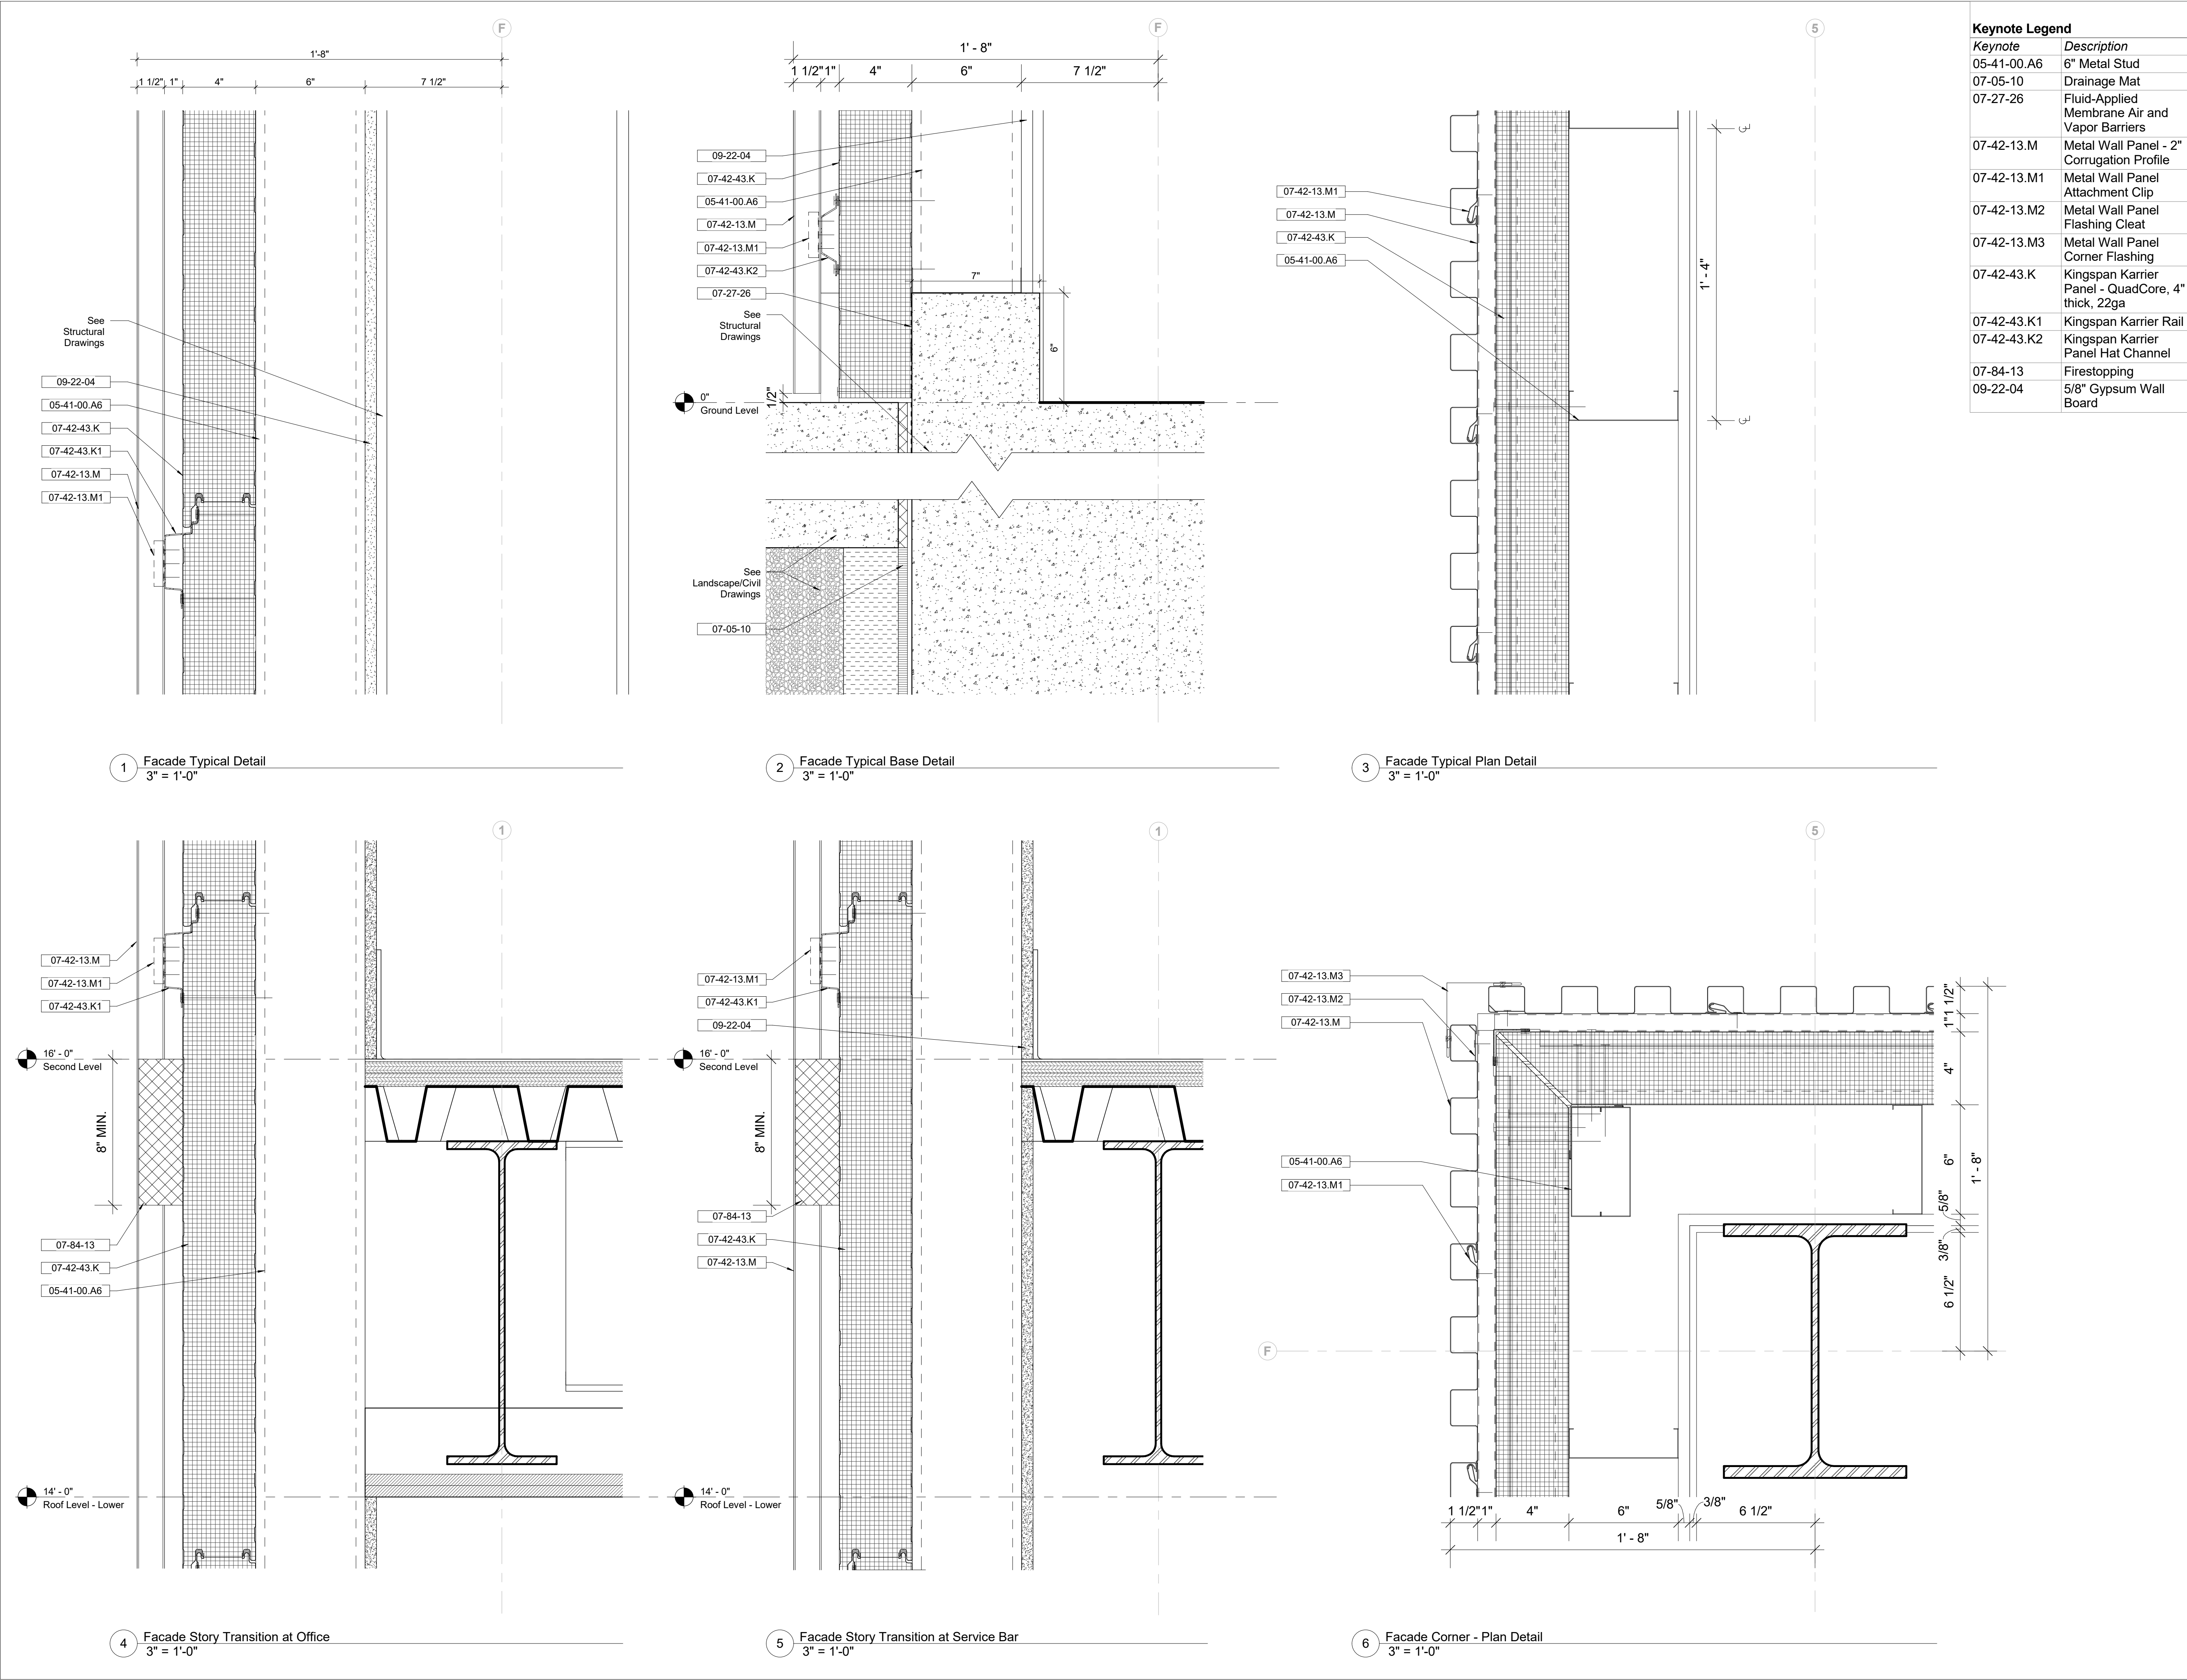 F
1'-8"
1 1/2" 1" 4" 6" 7 1/2"
See
Structural
Drawings
09-22-04
05-41-00.A6
07-42-43.K
07-42-43.K1
07-42-13.M
07-42-13.M1
1 Facade Typical Detail
3" = 1'-0"
F
1' - 8"
1 1/2" 1" 4" 6" 7 1/2"
09-22-04
07-42-43.K
05-41-00.A6
07-42-13.M
07-42-13.M1
07-42-43.K2
7"
07-27-26
See
Structural
Drawings
6"
1/2"
0"
Ground Level
See
Landscape/Civil
Drawings
07-05-10
2 Facade Typical Base Detail
3" = 1'-0"
5
07-42-13.M1
07-42-13.M
07-42-43.K
05-41-00.A6
1' - 4"
3 Facade Typical Plan Detail
3" = 1'-0"
Keynote Legend
Keynote Description
05-41-00.A6 6" Metal Stud
07-05-10 Drainage Mat
07-27-26 Fluid-Applied
Membrane Air and
Vapor Barriers
07-42-13.M Metal Wall Panel - 2"
Corrugation Profile
07-42-13.M1 Metal Wall Panel
Attachment Clip
07-42-13.M2 Metal Wall Panel
Flashing Cleat
07-42-13.M3 Metal Wall Panel
Corner Flashing
07-42-43.K Kingspan Karrier
Panel - QuadCore, 4"
thick, 22ga
07-42-43.K1 Kingspan Karrier Rail
07-42-43.K2 Kingspan Karrier
Panel Hat Channel
07-84-13 Firestopping
09-22-04 5/8" Gypsum Wall
Board
1
07-42-13.M
07-42-13.M1
07-42-43.K1
16' - 0"
Second Level
8" MIN.
07-84-13
07-42-43.K
05-41-00.A6
14' - 0"
Roof Level - Lower
4 Facade Story Transition at Office
3" = 1'-0"
1
07-42-13.M1
07-42-43.K1
09-22-04
16' - 0"
Second Level
8" MIN.
07-84-13
07-42-43.K
07-42-13.M
14' - 0"
Roof Level - Lower
5 Facade Story Transition at Service Bar
3" = 1'-0"
5
07-42-13.M3
07-42-13.M2
07-42-13.M
05-41-00.A6
07-42-13.M1
F
1 1/2"
1"
4"
6"
5/8"
3/8"
6 1/2"
1' - 8"
1 1/2" 1" 4" 6" 5/8" 3/8" 6 1/2"
1' - 8"
6 Facade Corner - Plan Detail
3" = 1'-0"